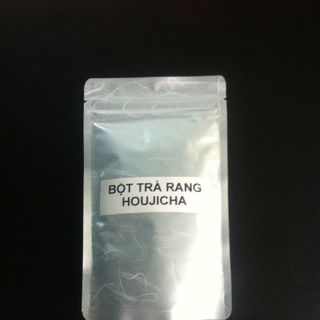 BỘT TRÀ RANG
HOUJICHA